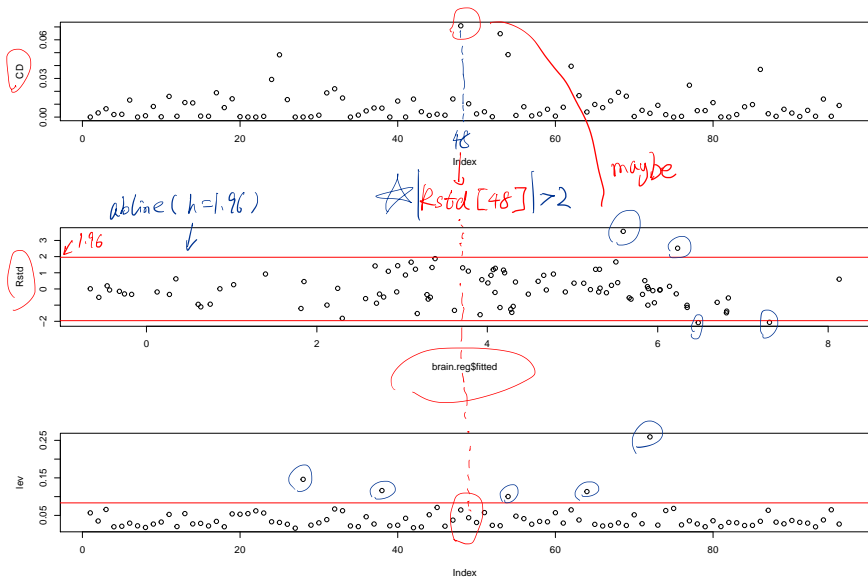 CD
0.00 0.03 0.06
0 20 40 60 80
48
Index
maybe
abline(h=1.96)
☆|Rstd[48]|>2
1.96
Rstd
-2 0 1 2 3
0 2 4 6 8
brain.reg$fitted
lev
0.05 0.15 0.25
0 20 40 60 80
Index